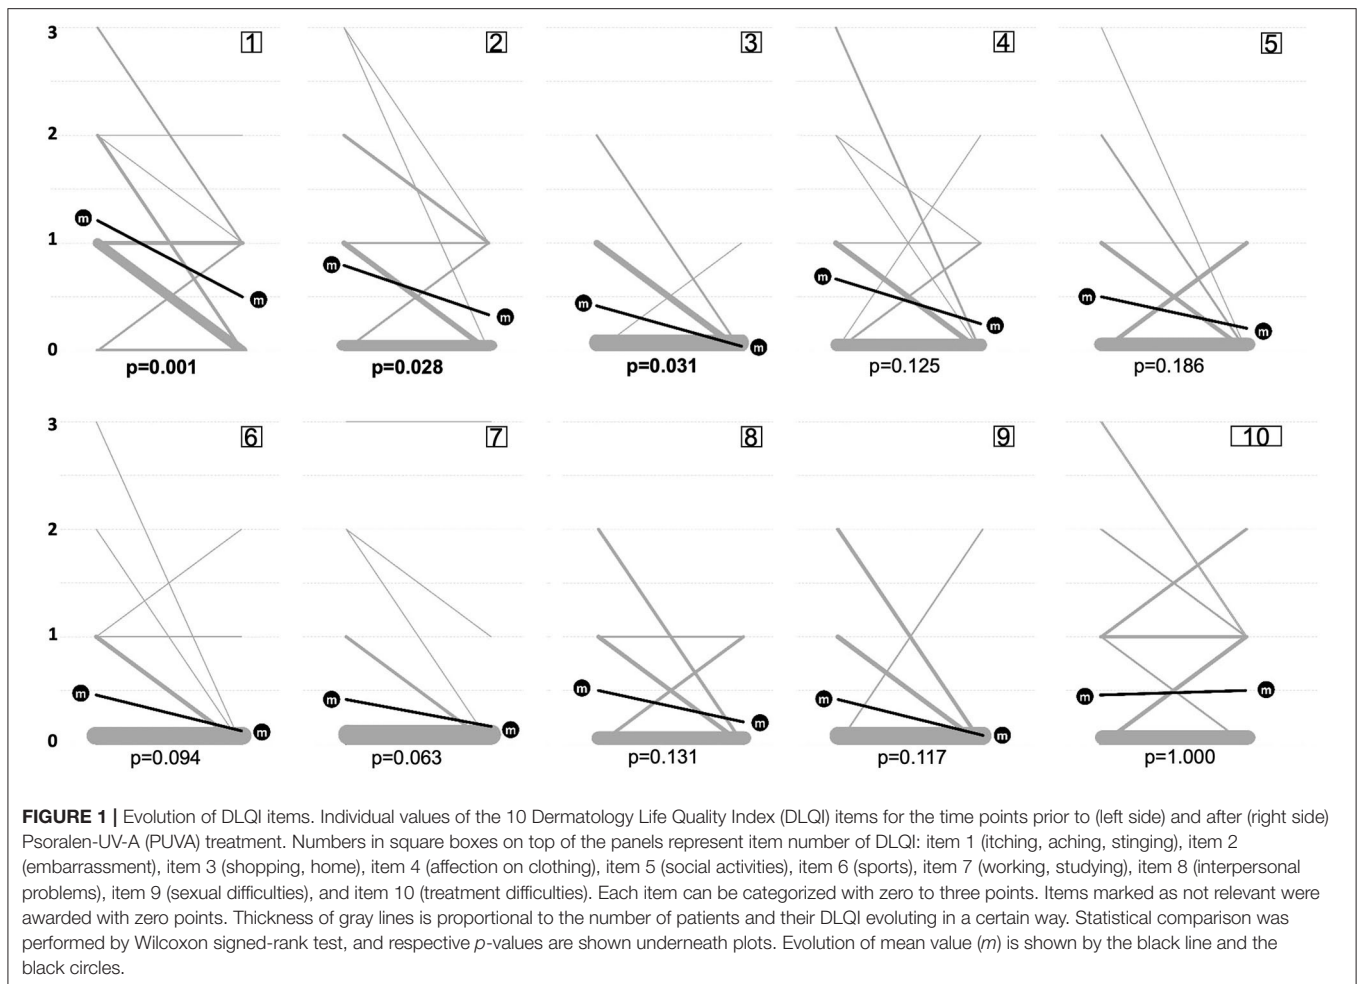 3
1
2
3
4
5
2
m
m
m
m
m
1
m
m
m
m
m
0
p=0.001
p=0.028
p=0.031
p=0.125
p=0.186
3
6
7
8
9
10
2
1
m
m
m
m
m
m
m
m
m
m
0
p=0.094
p=0.063
p=0.131
p=0.117
p=1.000
FIGURE 1 | Evolution of DLQI items. Individual values of the 10 Dermatology Life Quality Index (DLQI) items for the time points prior to (left side) and after (right side)
Psoralen-UV-A (PUVA) treatment. Numbers in square boxes on top of the panels represent item number of DLQI: item 1 (itching, aching, stinging), item 2
(embarrassment), item 3 (shopping, home), item 4 (affection on clothing), item 5 (social activities), item 6 (sports), item 7 (working, studying), item 8 (interpersonal
problems), item 9 (sexual difficulties), and item 10 (treatment difficulties). Each item can be categorized with zero to three points. Items marked as not relevant were
awarded with zero points. Thickness of gray lines is proportional to the number of patients and their DLQI evoluting in a certain way. Statistical comparison was
performed by Wilcoxon signed-rank test, and respective p-values are shown underneath plots. Evolution of mean value (m) is shown by the black line and the
black circles.